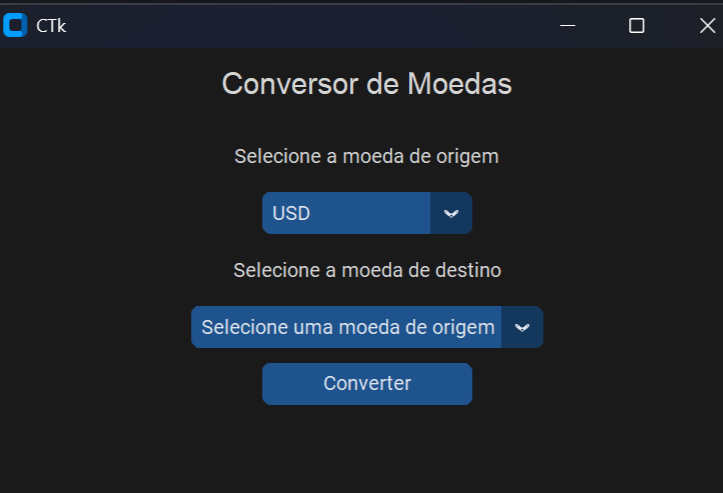 CTk
Conversor de Moedas
Selecione a moeda de origem
USD
Selecione a moeda de destino
Selecione uma moeda de origem
Converter